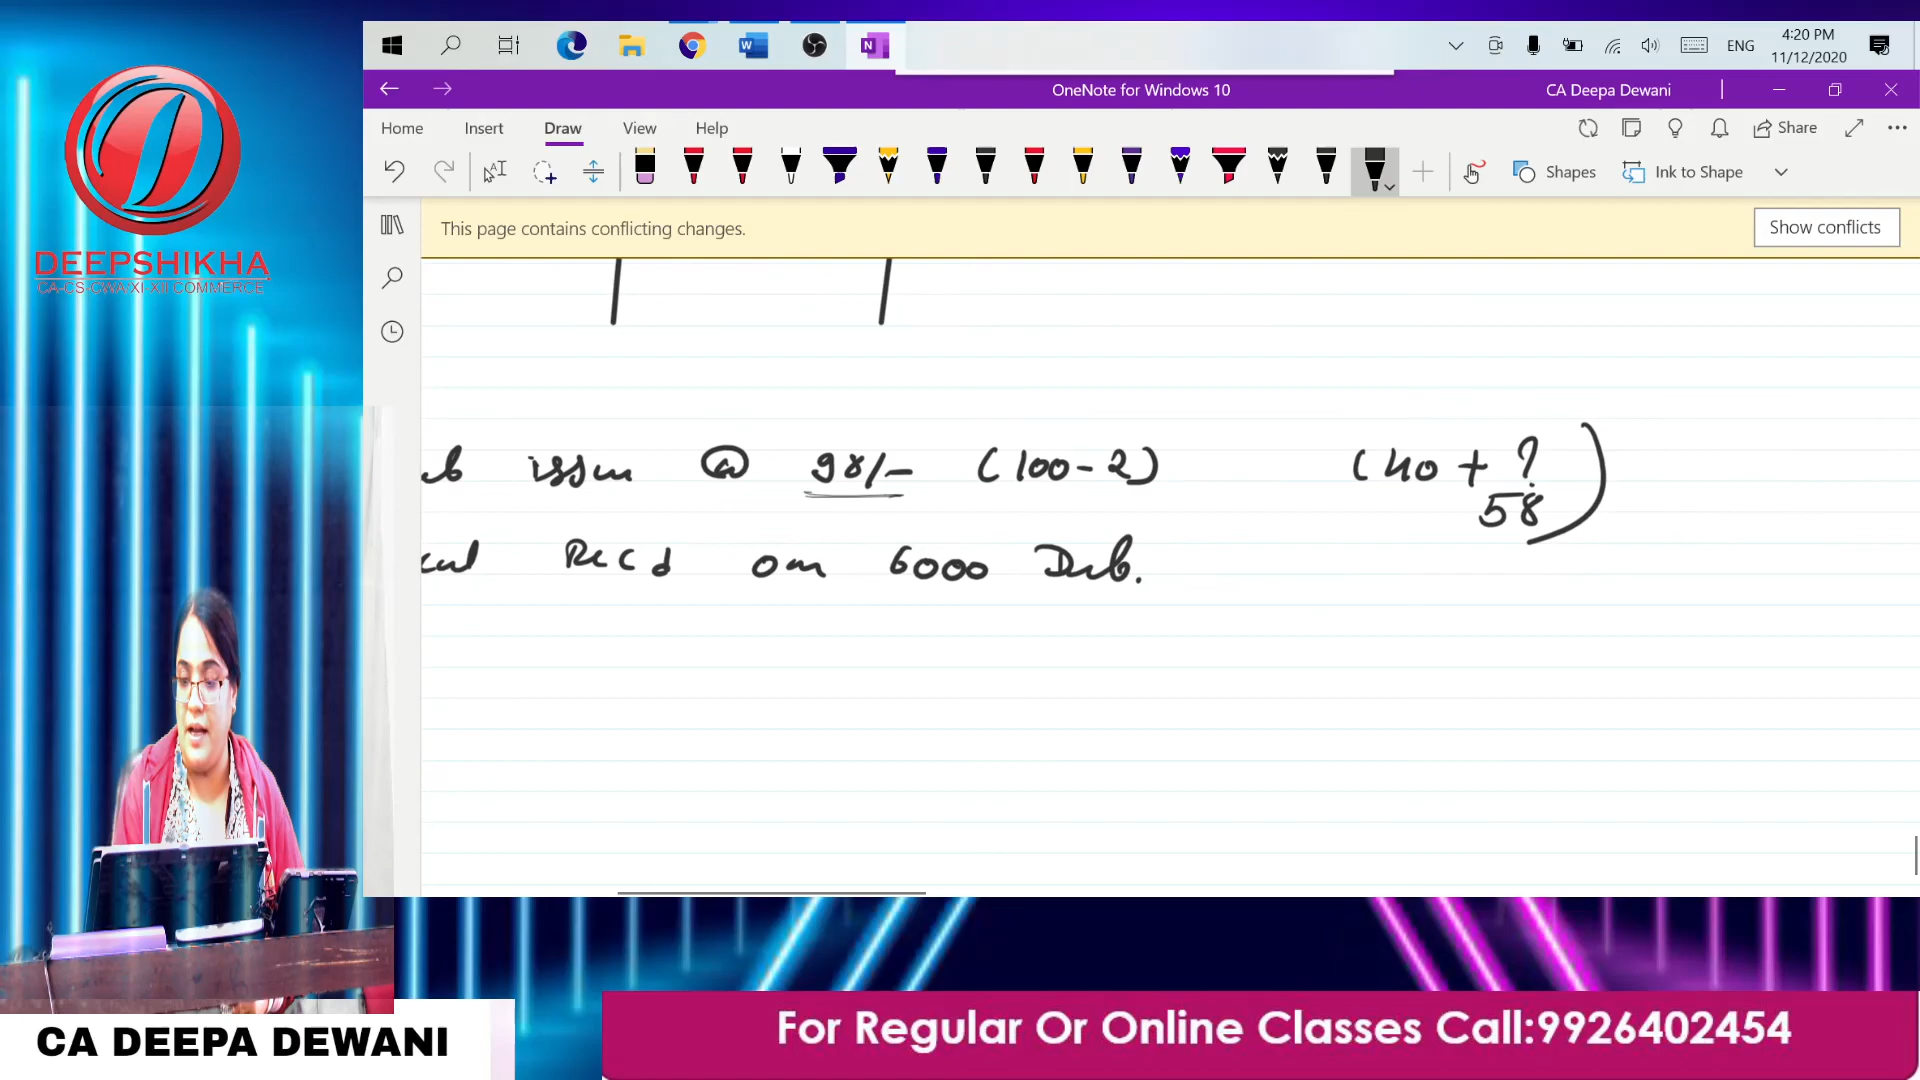 4:20 PM
11/12/2020
ENG
OneNote for Windows 10
CA Deepa Dewani
Home Insert Draw View Help
Share
Shapes
Ink to Shape
This page contains conflicting changes.
Show conflicts
DEEPSHIKHA
CA-CS-CWA/XI-XII COMMERCE
@ 98/- (100-2) (40 + ?
58)
Recd on 6000 Deb.
CA DEEPA DEWANI
For Regular Or Online Classes Call:9926402454